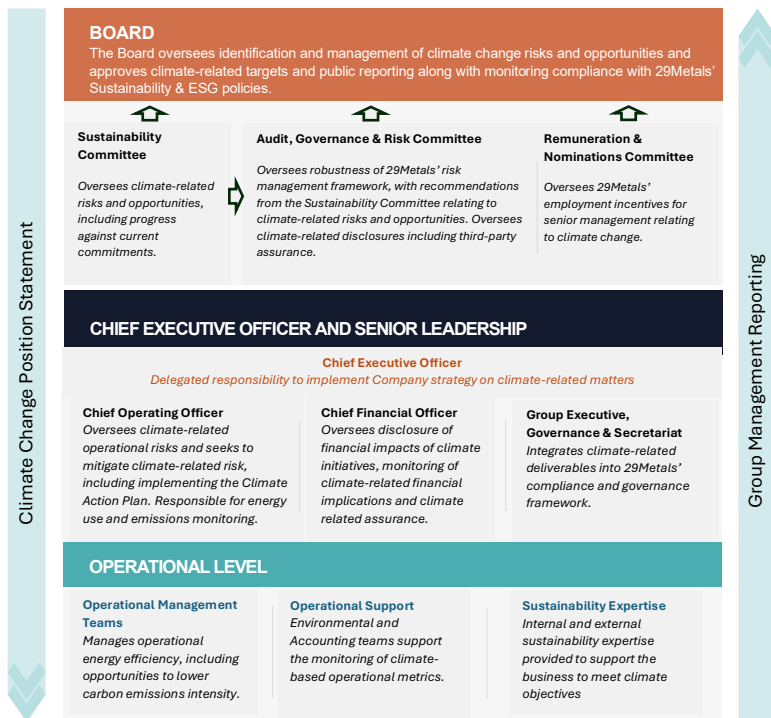 BOARD
The Board oversees identification and management of climate change risks and opportunities and
approves climate-related targets and public reporting along with monitoring compliance with 29Metals'
Sustainability & ESG policies.
Sustainability
Committee
Oversees climate-related
risks and opportunities,
including progress
against current
commitments.
Audit, Governance & Risk Committee
Oversees robustness of 29Metals' risk
management framework, with recommendations
from the Sustainability Committee relating to
climate-related risks and opportunities. Oversees
climate-related disclosures including third-party
assurance.
Remuneration &
Nominations Committee
Oversees 29Metals'
employment incentives for
senior management relating
to climate change.
CHIEF EXECUTIVE OFFICER AND SENIOR LEADERSHIP
Chief Executive Officer
Delegated responsibility to implement Company strategy on climate-related matters
Chief Operating Officer
Oversees climate-related
operational risks and seeks to
mitigate climate-related risk,
including implementing the Climate
Action Plan. Responsible for energy
use and emissions monitoring.
Chief Financial Officer
Oversees disclosure of
financial impacts of climate
initiatives, monitoring of
climate-related financial
implications and climate
related assurance.
Group Executive,
Governance & Secretariat
Integrates climate-related
deliverables into 29Metals'
compliance and governance
framework.
OPERATIONAL LEVEL
Operational Management
Teams
Manages operational
energy efficiency, including
opportunities to lower
carbon emissions intensity.
Operational Support
Environmental and
Accounting teams support
the monitoring of climate-
based operational metrics.
Sustainability Expertise
Internal and external
sustainability expertise
provided to support the
business to meet climate
objectives
Climate Change Position Statement
Group Management Reporting